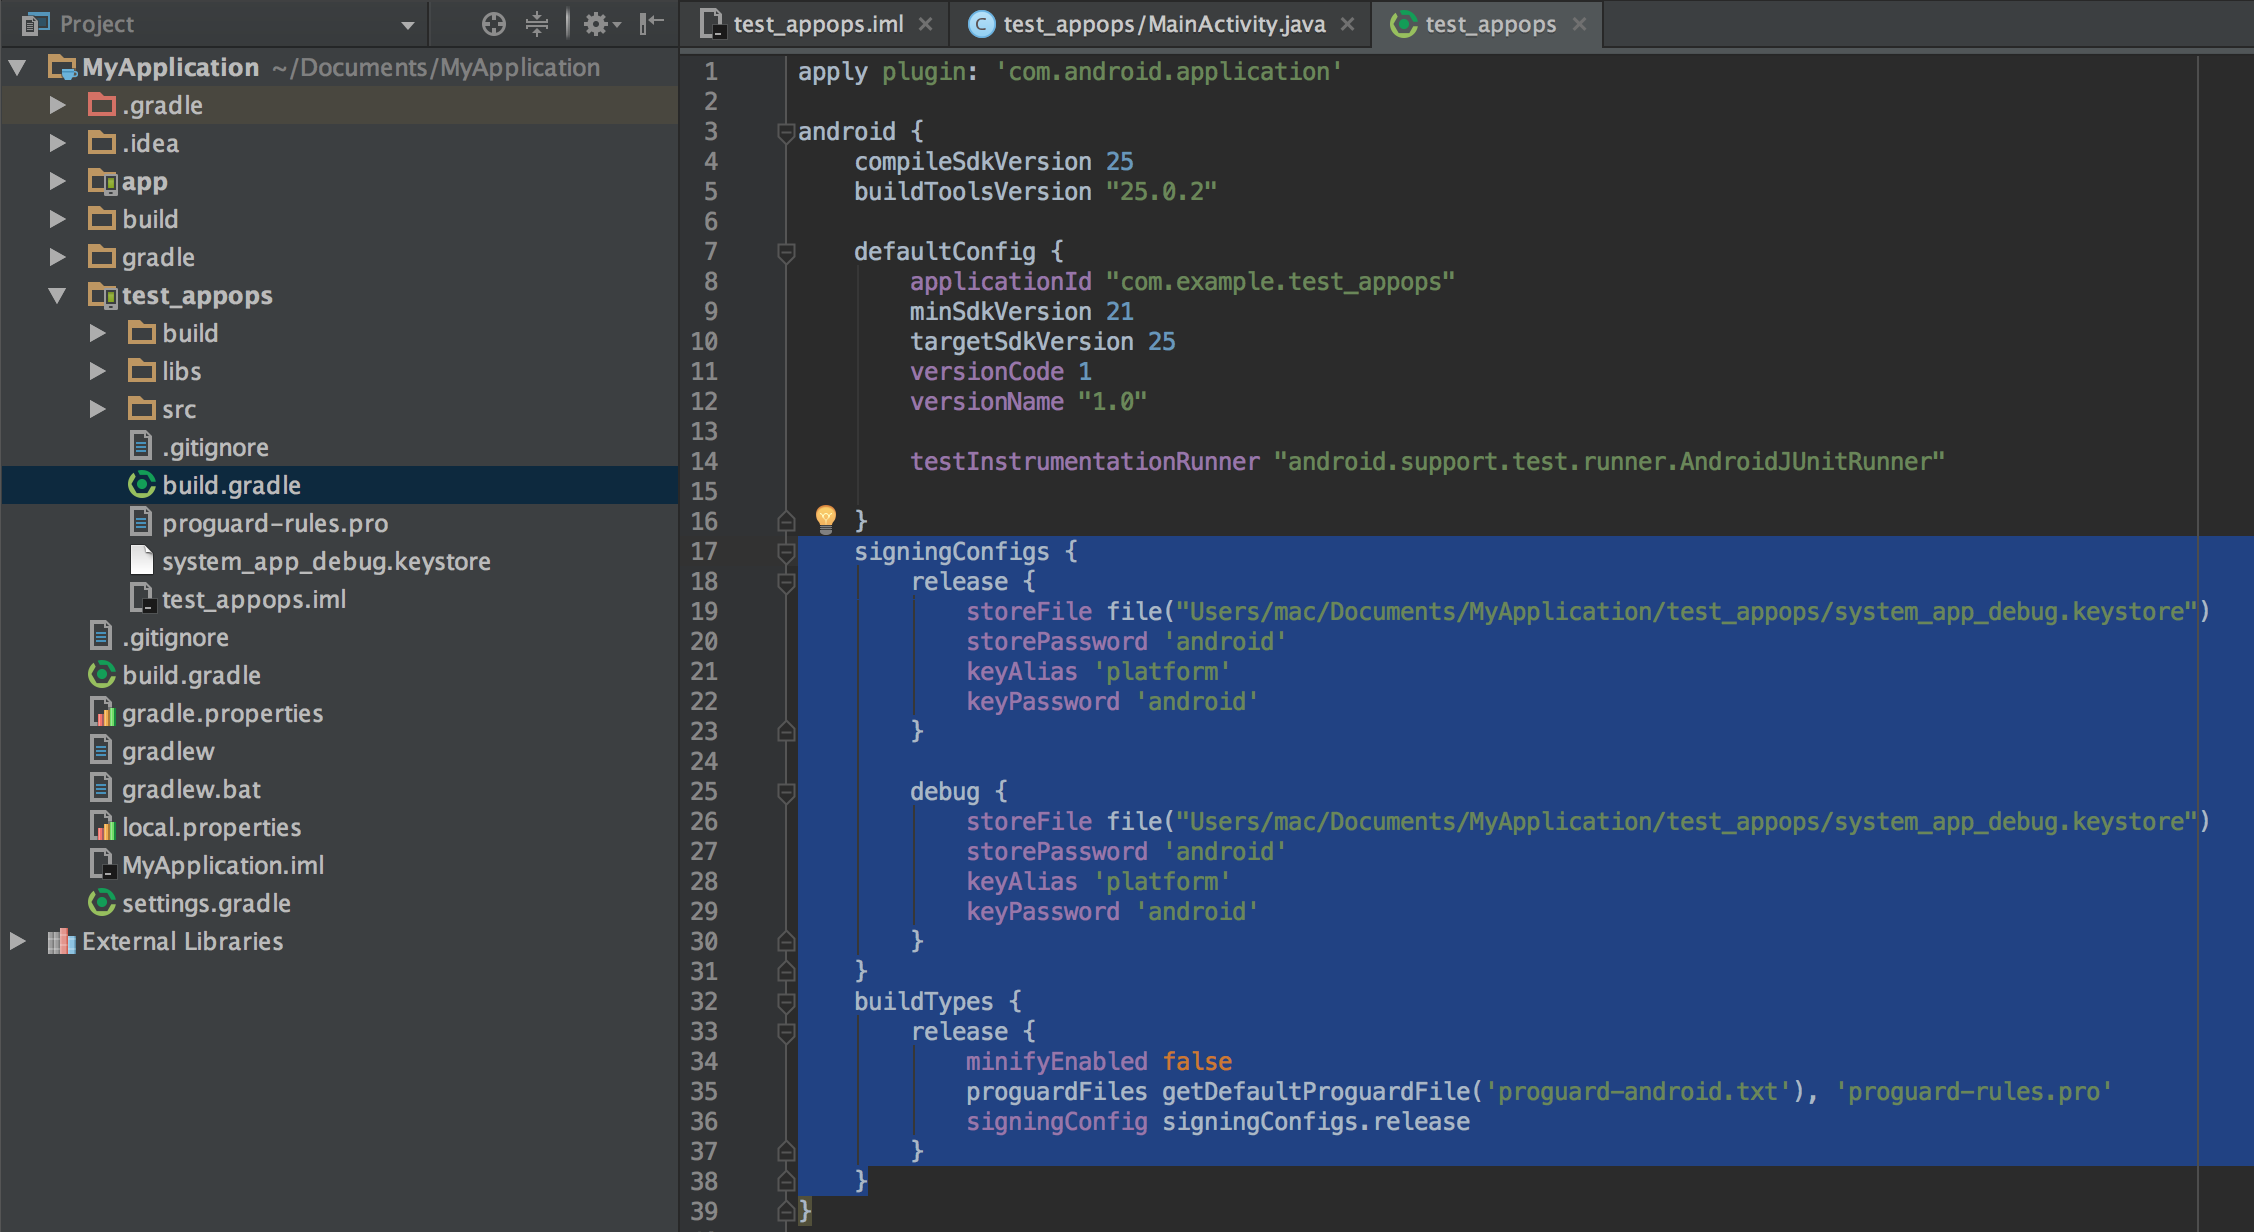 Project
MyApplication ~/Documents/MyApplication
.gradle
.idea
app
build
gradle
test_appops
build
libs
src
.gitignore
build.gradle
proguard-rules.pro
system_app_debug.keystore
test_appops.iml
.gitignore
build.gradle
gradle.properties
gradlew
gradlew.bat
local.properties
MyApplication.iml
settings.gradle
External Libraries
test_appops.iml test_appops/MainActivity.java test_appops
1 apply plugin: 'com.android.application'
2
3 android {
4 compileSdkVersion 25
5 buildToolsVersion "25.0.2"
6
7 defaultConfig {
8 applicationId "com.example.test_appops"
9 minSdkVersion 21
10 targetSdkVersion 25
11 versionCode 1
12 versionName "1.0"
13
14 testInstrumentationRunner "android.support.test.runner.AndroidJUnitRunner"
15
16 }
17 signingConfigs {
18 release {
19 storeFile file("Users/mac/Documents/MyApplication/test_appops/system_app_debug.keystore")
20 storePassword 'android'
21 keyAlias 'platform'
22 keyPassword 'android'
23 }
24
25 debug {
26 storeFile file("Users/mac/Documents/MyApplication/test_appops/system_app_debug.keystore")
27 storePassword 'android'
28 keyAlias 'platform'
29 keyPassword 'android'
30 }
31 }
32 buildTypes {
33 release {
34 minifyEnabled false
35 proguardFiles getDefaultProguardFile('proguard-android.txt'), 'proguard-rules.pro'
36 signingConfig signingConfigs.release
37 }
38 }
39 }